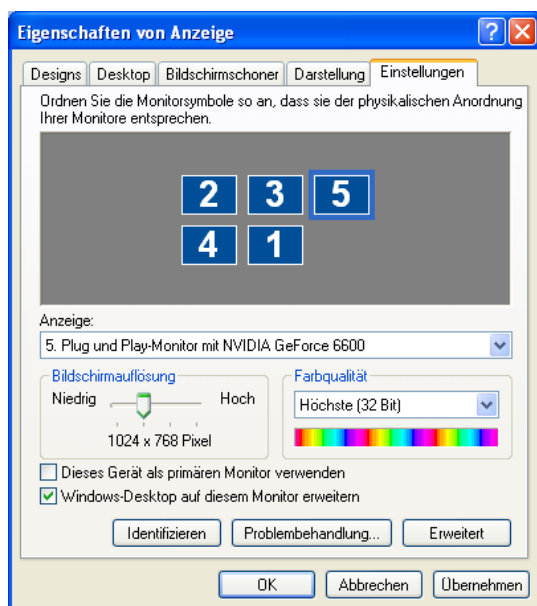 Eigenschaften von Anzeige
Designs Desktop Bildschirmschoner Darstellung Einstellungen
Ordnen Sie die Monitorsymbole so an, dass sie der physikalischen Anordnung
Ihrer Monitore entsprechen.
2 3 5
4 1
Anzeige:
5. Plug und Play-Monitor mit NVIDIA GeForce 6600
Bildschirmauflösung Farbqualität
Niedrig Hoch Höchste (32 Bit)
1024 x 768 Pixel
Dieses Gerät als primären Monitor verwenden
Windows-Desktop auf diesem Monitor erweitern
Identifizieren Problembehandlung... Erweitert
OK Abbrechen Übernehmen